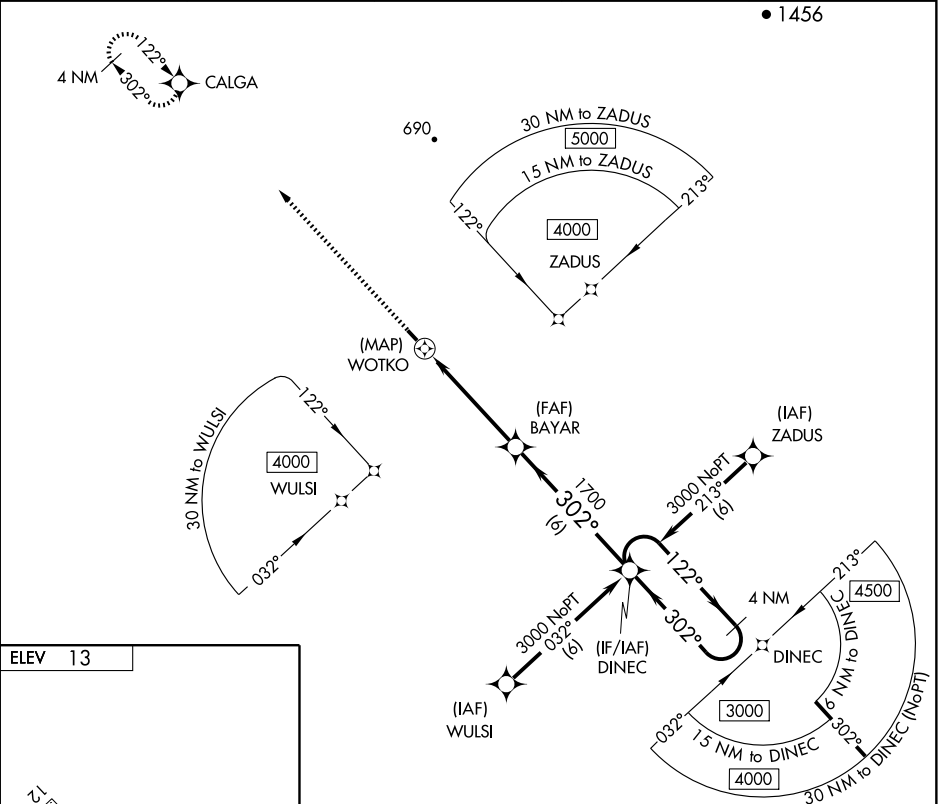 1456
122°
4 NM
302°
CALGA
690
30 NM to ZADUS
5000
15 NM to ZADUS
122°
213°
4000
ZADUS
(MAP)
WOTKO
(FAF)
BAYAR
(IAF)
ZADUS
30 NM to WULSI
122°
4000
WULSI
032°
1700
302°
(6)
3000 NoPT
213°
(6)
122°
302°
4 NM
3000 NoPT
032°
(6)
(IF/IAF)
DINEC
(IAF)
WULSI
213°
4500
DINEC
6 NM to DINEC
032°
3000
302°
15 NM to DINEC
4000
30 NM to DINEC (NoPT)
ELEV 13
12